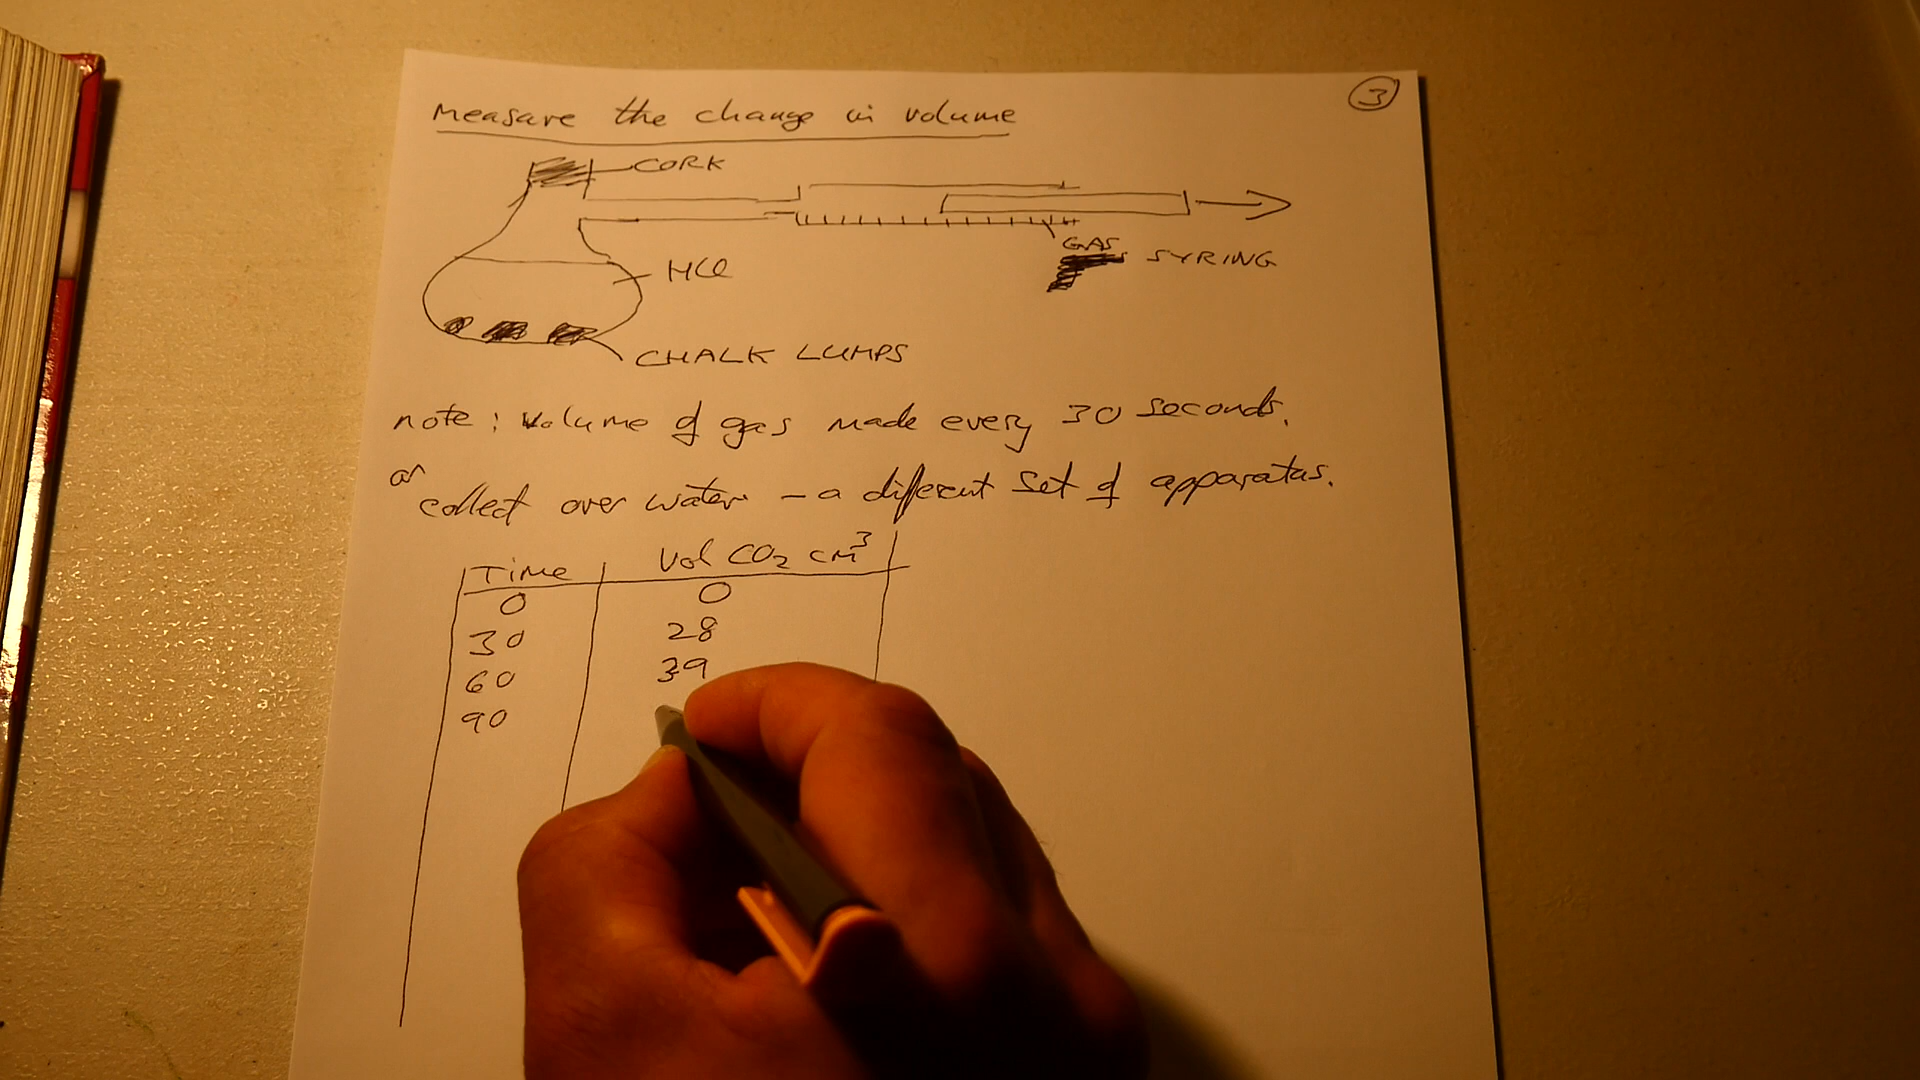 3
Measure the change in volume
CORK
HCl
GAS
SYRING
CHALK LUMPS
note: Volume of gas made every 30 seconds.
or
collect over water - a different set of apparatus.
Time Vol CO₂ cm³
0 0
30 28
60 39
90